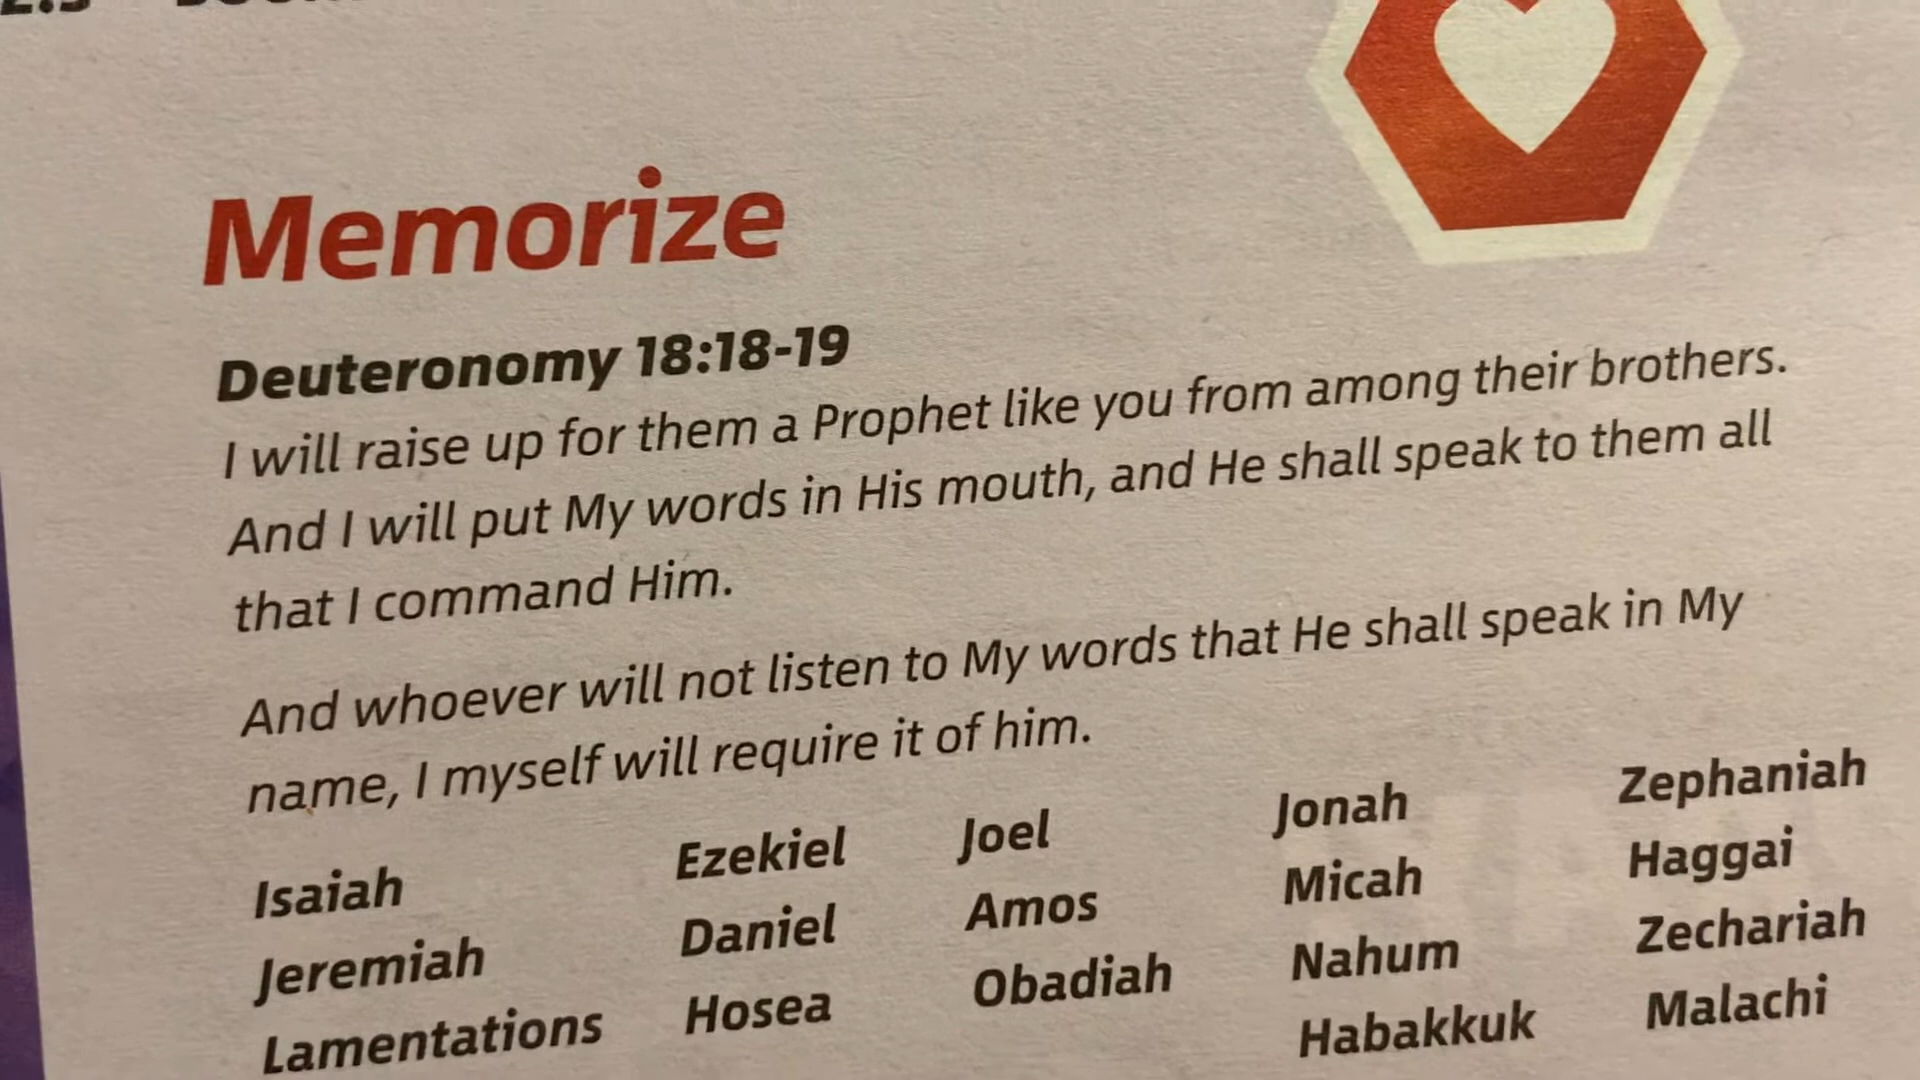 Memorize
Deuteronomy 18:18-19
I will raise up for them a Prophet like you from among their brothers.
And I will put My words in His mouth, and He shall speak to them all
that I command Him.
And whoever will not listen to My words that He shall speak in My
name, I myself will require it of him.
Isaiah
Jeremiah
Lamentations
Ezekiel
Daniel
Hosea
Joel
Amos
Obadiah
Jonah
Micah
Nahum
Habakkuk
Zephaniah
Haggai
Zechariah
Malachi